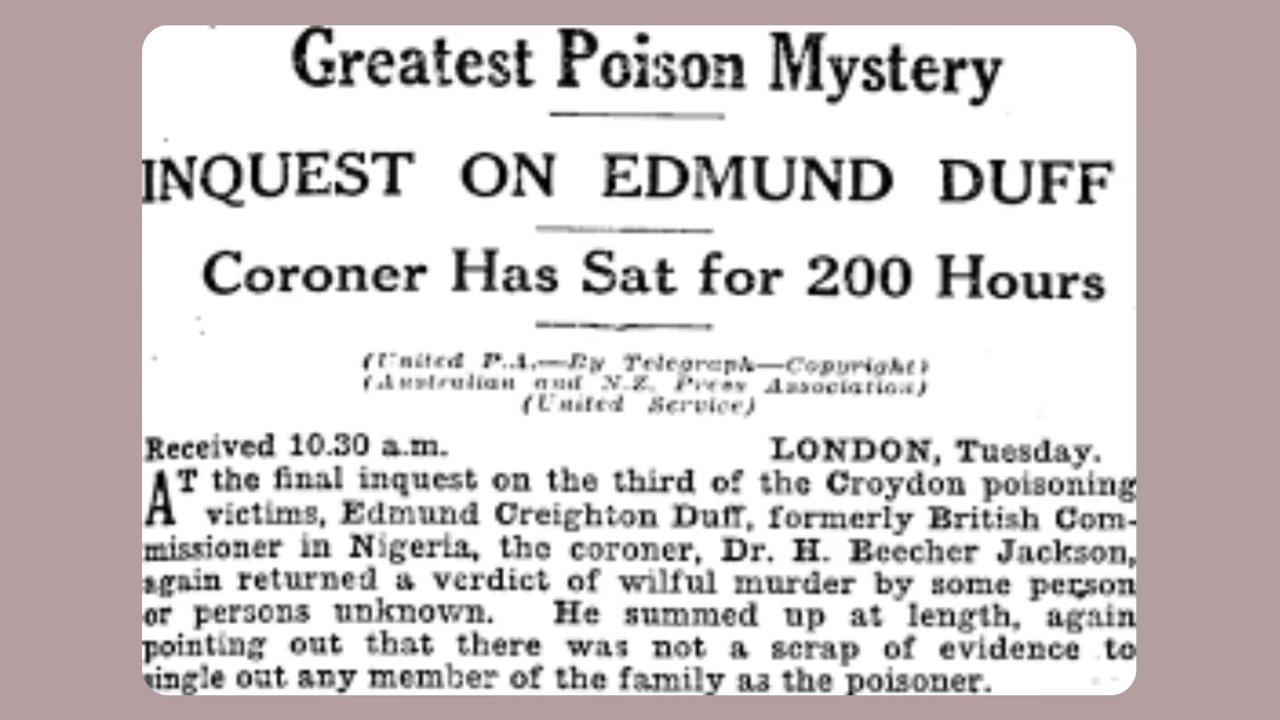 Greatest Poison Mystery
INQUEST ON EDMUND DUFF
Coroner Has Sat for 200 Hours
(United P.A.—By Telegraph—Copyright)
(Australian and N.Z. Press Association)
(United Service)
Received 10.30 a.m. LONDON, Tuesday.
AT the final inquest on the third of the Croydon poisoning
victims, Edmund Creighton Duff, formerly British Com-
missioner in Nigeria, the coroner, Dr. H. Beecher Jackson,
again returned a verdict of wilful murder by some person
or persons unknown. He summed up at length, again
pointing out that there was not a scrap of evidence to
single out any member of the family as the poisoner.